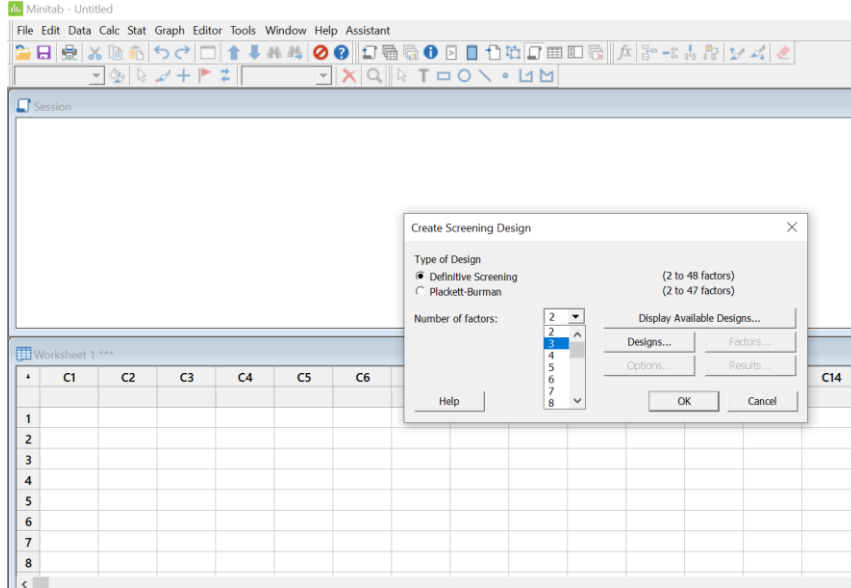 Minitab - Untitled
File Edit Data Calc Stat Graph Editor Tools Window Help Assistant
Session
Create Screening Design
Type of Design
Definitive Screening (2 to 48 factors)
Plackett-Burman (2 to 47 factors)
Number of factors: 2 Display Available Designs...
2
3 Designs... Factors...
4
5 Options... Results...
6
7
8
Help OK Cancel
Worksheet 1 ***
C1 C2 C3 C4 C5 C6 C14
1
2
3
4
5
6
7
8